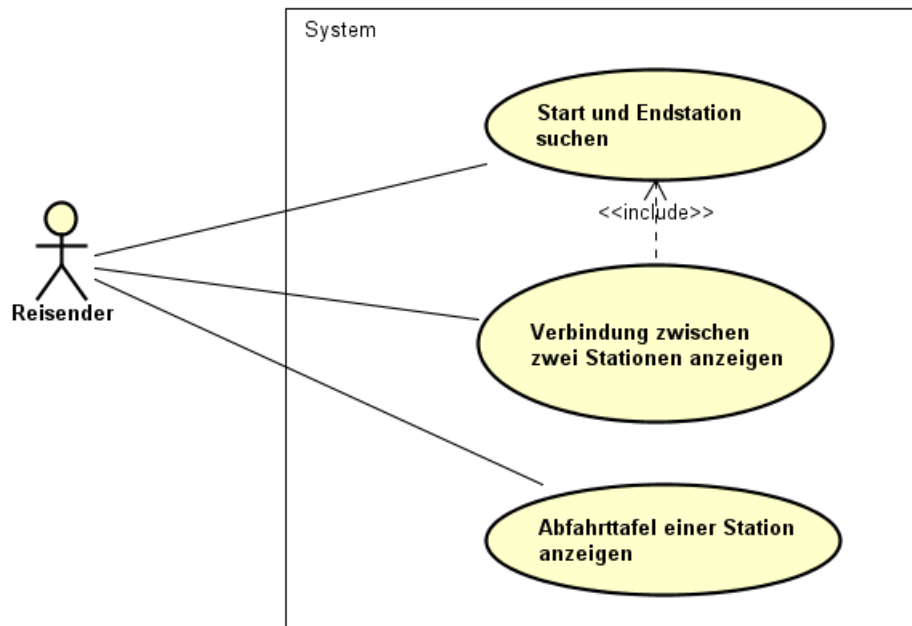 System
Start und Endstation
suchen
<<include>>
Reisender
Verbindung zwischen
zwei Stationen anzeigen
Abfahrttafel einer Station
anzeigen